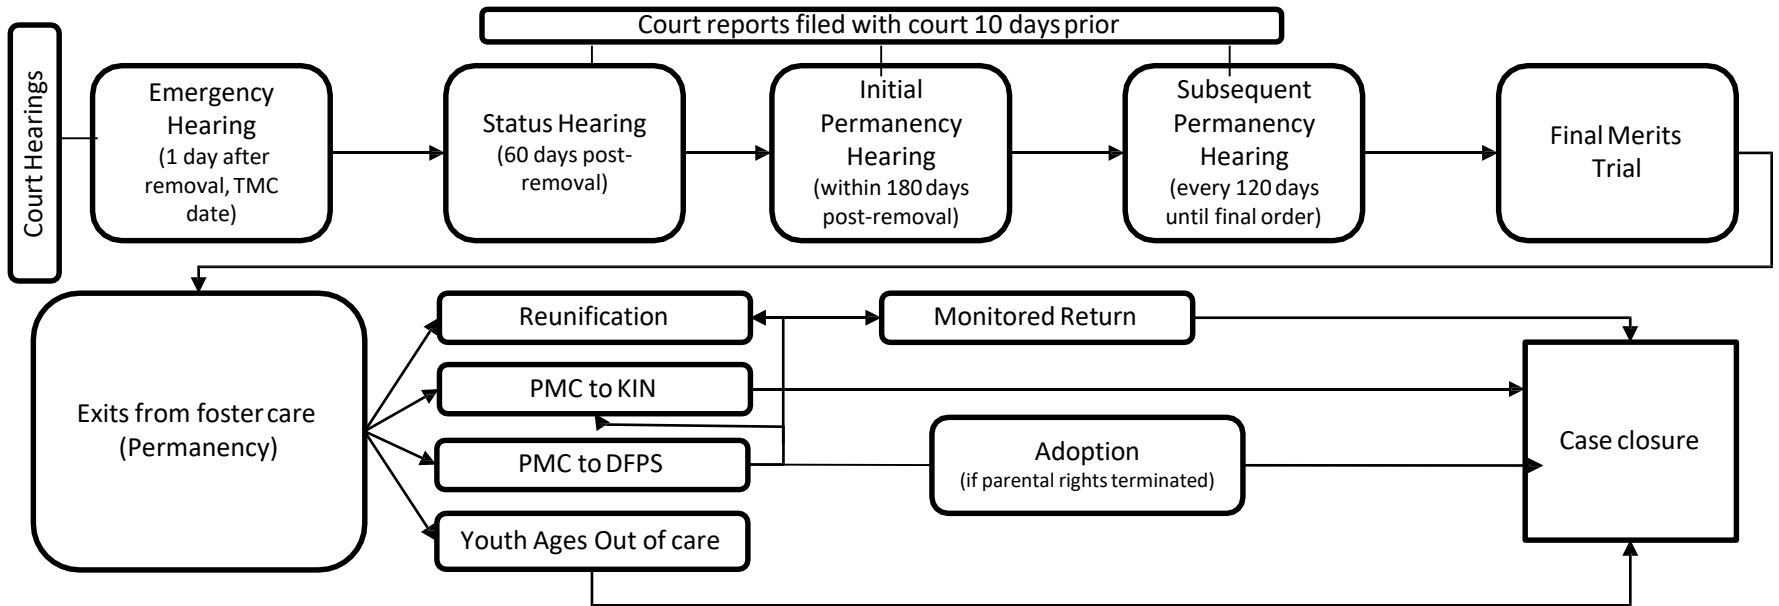 Court reports filed with court 10 days prior
Court Hearings
Emergency
Hearing
(1 day after
removal, TMC
date)
Status Hearing
(60 days post-
removal)
Initial
Permanency
Hearing
(within 180 days
post-removal)
Subsequent
Permanency
Hearing
(every 120 days
until final order)
Final Merits
Trial
Exits from foster care
(Permanency)
Reunification
Monitored Return
PMC to KIN
PMC to DFPS
Adoption
(if parental rights terminated)
Youth Ages Out of care
Case closure